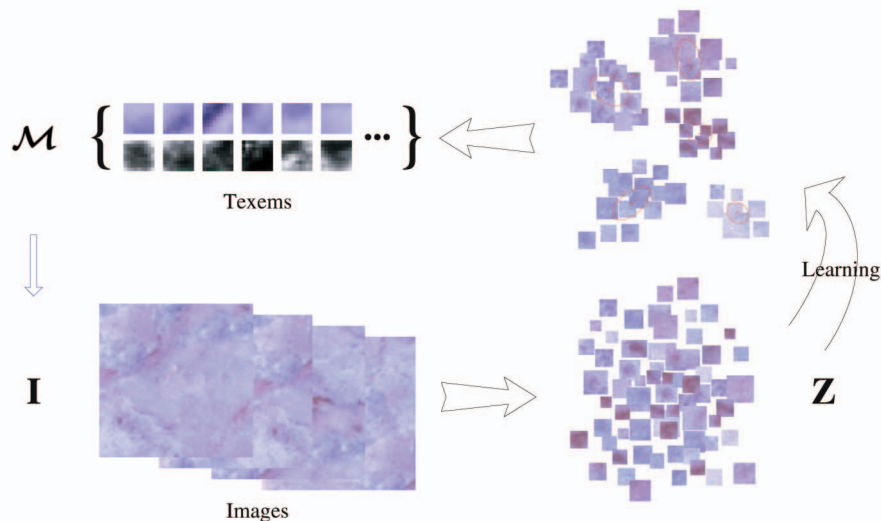 ℳ { ... }
Texems
Learning
I
Z
Images